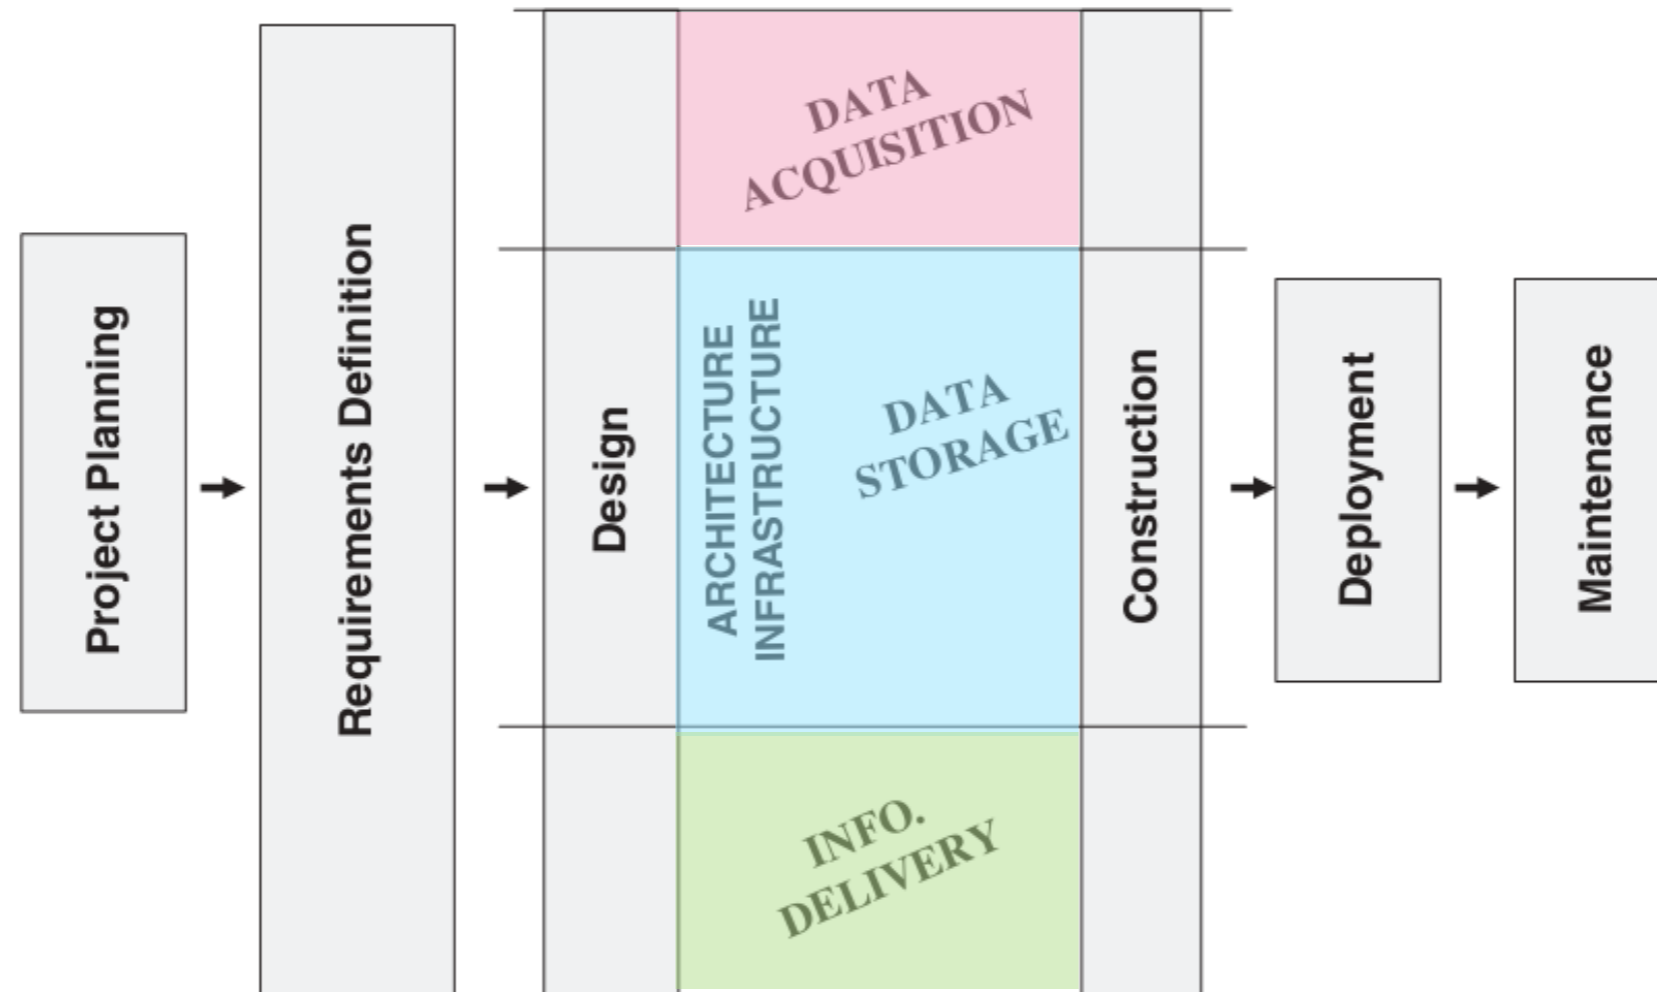 Project Planning
Requirements Definition
Design
ARCHITECTURE
INFRASTRUCTURE
DATA
ACQUISITION
DATA
STORAGE
INFO.
DELIVERY
Construction
Deployment
Maintenance